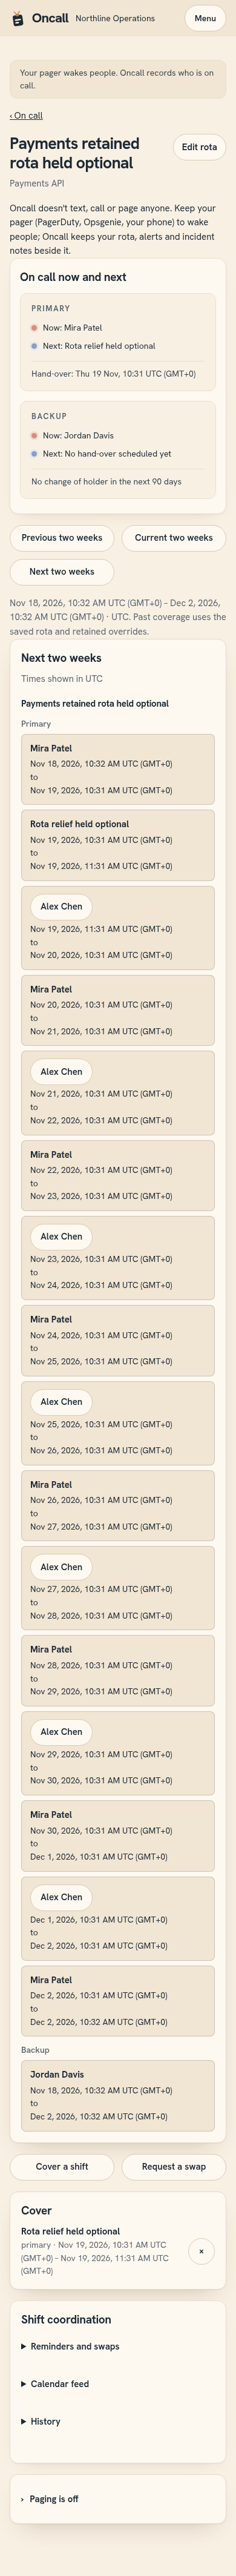 Oncall Northline Operations Menu
Your pager wakes people. Oncall records who is on
call.
‹ On call
Payments retained
rota held optional
Edit rota
Payments API
Oncall doesn't text, call or page anyone. Keep your
pager (PagerDuty, Opsgenie, your phone) to wake
people; Oncall keeps your rota, alerts and incident
notes beside it.
On call now and next
PRIMARY
Now: Mira Patel
Next: Rota relief held optional
Hand-over: Thu 19 Nov, 10:31 UTC (GMT+0)
BACKUP
Now: Jordan Davis
Next: No hand-over scheduled yet
No change of holder in the next 90 days
Previous two weeks Current two weeks
Next two weeks
Nov 18, 2026, 10:32 AM UTC (GMT+0) – Dec 2, 2026,
10:32 AM UTC (GMT+0) · UTC. Past coverage uses the
saved rota and retained overrides.
Next two weeks
Times shown in UTC
Payments retained rota held optional
Primary
Mira Patel
Nov 18, 2026, 10:32 AM UTC (GMT+0)
to
Nov 19, 2026, 10:31 AM UTC (GMT+0)
Rota relief held optional
Nov 19, 2026, 10:31 AM UTC (GMT+0)
to
Nov 19, 2026, 11:31 AM UTC (GMT+0)
Alex Chen
Nov 19, 2026, 11:31 AM UTC (GMT+0)
to
Nov 20, 2026, 10:31 AM UTC (GMT+0)
Mira Patel
Nov 20, 2026, 10:31 AM UTC (GMT+0)
to
Nov 21, 2026, 10:31 AM UTC (GMT+0)
Alex Chen
Nov 21, 2026, 10:31 AM UTC (GMT+0)
to
Nov 22, 2026, 10:31 AM UTC (GMT+0)
Mira Patel
Nov 22, 2026, 10:31 AM UTC (GMT+0)
to
Nov 23, 2026, 10:31 AM UTC (GMT+0)
Alex Chen
Nov 23, 2026, 10:31 AM UTC (GMT+0)
to
Nov 24, 2026, 10:31 AM UTC (GMT+0)
Mira Patel
Nov 24, 2026, 10:31 AM UTC (GMT+0)
to
Nov 25, 2026, 10:31 AM UTC (GMT+0)
Alex Chen
Nov 25, 2026, 10:31 AM UTC (GMT+0)
to
Nov 26, 2026, 10:31 AM UTC (GMT+0)
Mira Patel
Nov 26, 2026, 10:31 AM UTC (GMT+0)
to
Nov 27, 2026, 10:31 AM UTC (GMT+0)
Alex Chen
Nov 27, 2026, 10:31 AM UTC (GMT+0)
to
Nov 28, 2026, 10:31 AM UTC (GMT+0)
Mira Patel
Nov 28, 2026, 10:31 AM UTC (GMT+0)
to
Nov 29, 2026, 10:31 AM UTC (GMT+0)
Alex Chen
Nov 29, 2026, 10:31 AM UTC (GMT+0)
to
Nov 30, 2026, 10:31 AM UTC (GMT+0)
Mira Patel
Nov 30, 2026, 10:31 AM UTC (GMT+0)
to
Dec 1, 2026, 10:31 AM UTC (GMT+0)
Alex Chen
Dec 1, 2026, 10:31 AM UTC (GMT+0)
to
Dec 2, 2026, 10:31 AM UTC (GMT+0)
Mira Patel
Dec 2, 2026, 10:31 AM UTC (GMT+0)
to
Dec 2, 2026, 10:32 AM UTC (GMT+0)
Backup
Jordan Davis
Nov 18, 2026, 10:32 AM UTC (GMT+0)
to
Dec 2, 2026, 10:32 AM UTC (GMT+0)
Cover a shift Request a swap
Cover
Rota relief held optional
primary · Nov 19, 2026, 10:31 AM UTC
(GMT+0) – Nov 19, 2026, 11:31 AM UTC
(GMT+0)
×
Shift coordination
Reminders and swaps
Calendar feed
History
› Paging is off